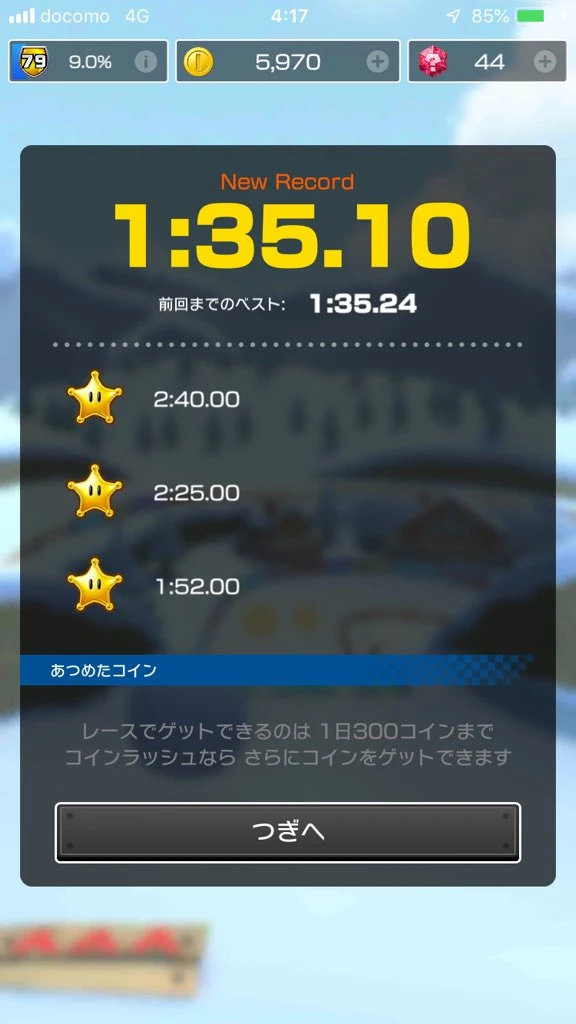 docomo 4G 4:17 85%
79 9.0% i 5,970 + 44 +
New Record
1:35.10
前回までのベスト: 1:35.24
2:40.00
2:25.00
1:52.00
あつめたコイン
レースでゲットできるのは 1日300コインまで
コインラッシュなら さらにコインをゲットできます
つぎへ